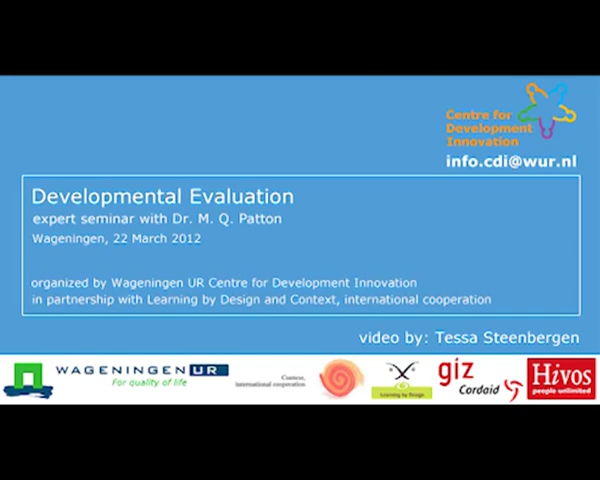 Centre for
Development
Innovation
info.cdi@wur.nl
Developmental Evaluation
expert seminar with Dr. M. Q. Patton
Wageningen, 22 March 2012
organized by Wageningen UR Centre for Development Innovation
in partnership with Learning by Design and Context, international cooperation
video by: Tessa Steenbergen
WAGENINGEN UR
For quality of life
Context,
international cooperation
Learning by Design
giz
Cordaid
Hivos
people unlimited